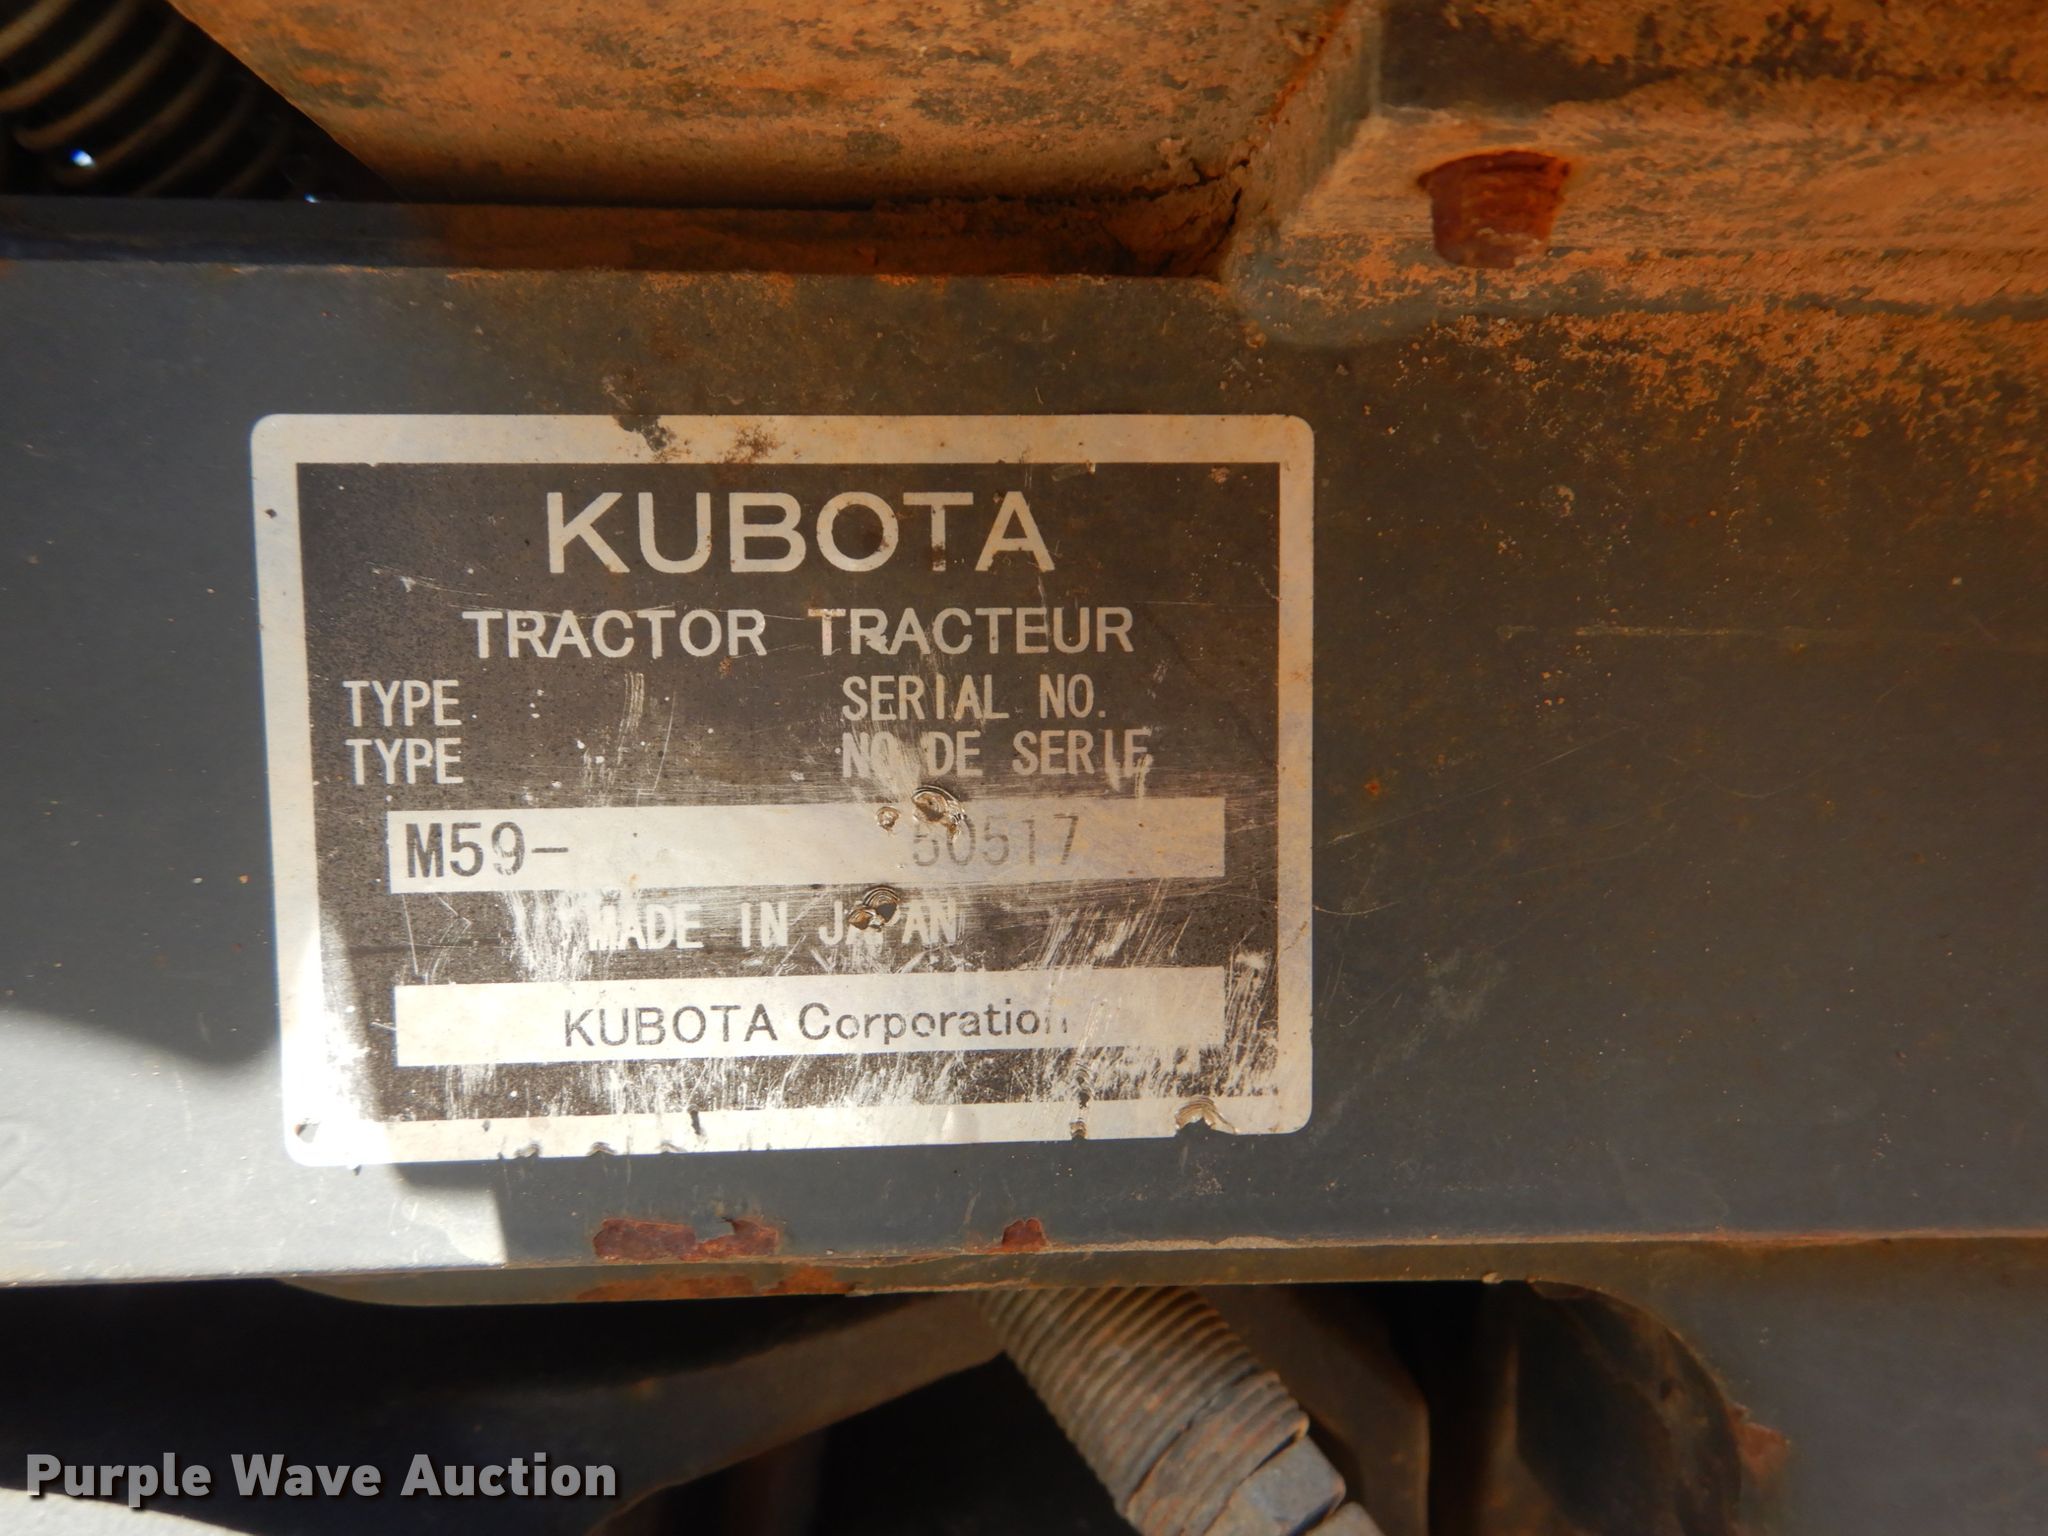 KUBOTA
TRACTOR TRACTEUR
TYPE SERIAL NO.
TYPE NO. DE SERIE
M59- 50517
MADE IN JAPAN
KUBOTA Corporation
Purple Wave Auction